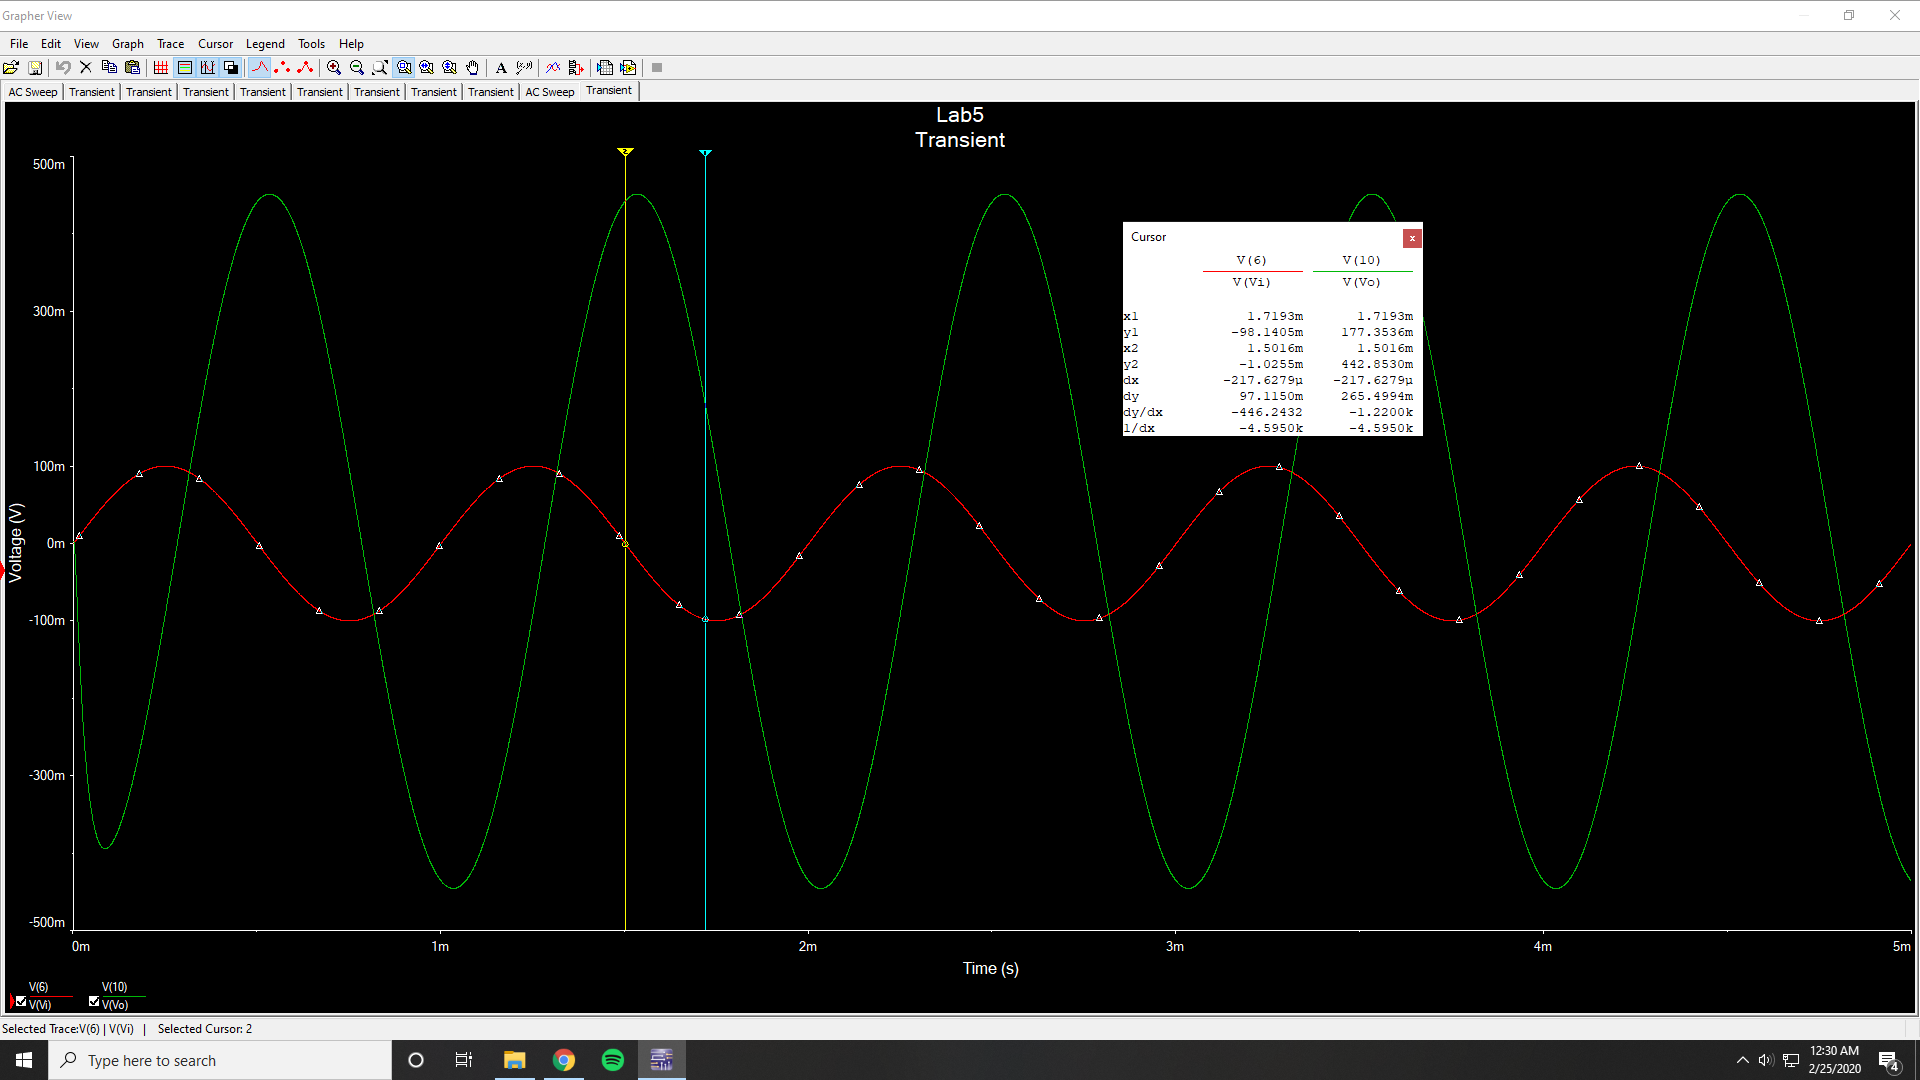 Grapher View
File Edit View Graph Trace Cursor Legend Tools Help
AC Sweep Transient Transient Transient Transient Transient Transient Transient Transient AC Sweep Transient
Lab5
Transient
2 1
500m
300m
100m
0m
-100m
-300m
-500m
Voltage (V)
0m 1m 2m 3m 4m 5m
Time (s)
Cursor x
V(6) V(10)
V(Vi) V(Vo)
x1 1.7193m 1.7193m
y1 -98.1405m 177.3536m
x2 1.5016m 1.5016m
y2 -1.0255m 442.8530m
dx -217.6279µ -217.6279µ
dy 97.1150m 265.4994m
dy/dx -446.2432 -1.2200k
1/dx -4.5950k -4.5950k
V(6) V(10)
V(Vi) V(Vo)
Selected Trace:V(6) | V(Vi) | Selected Cursor: 2
Type here to search
12:30 AM
2/25/2020
4